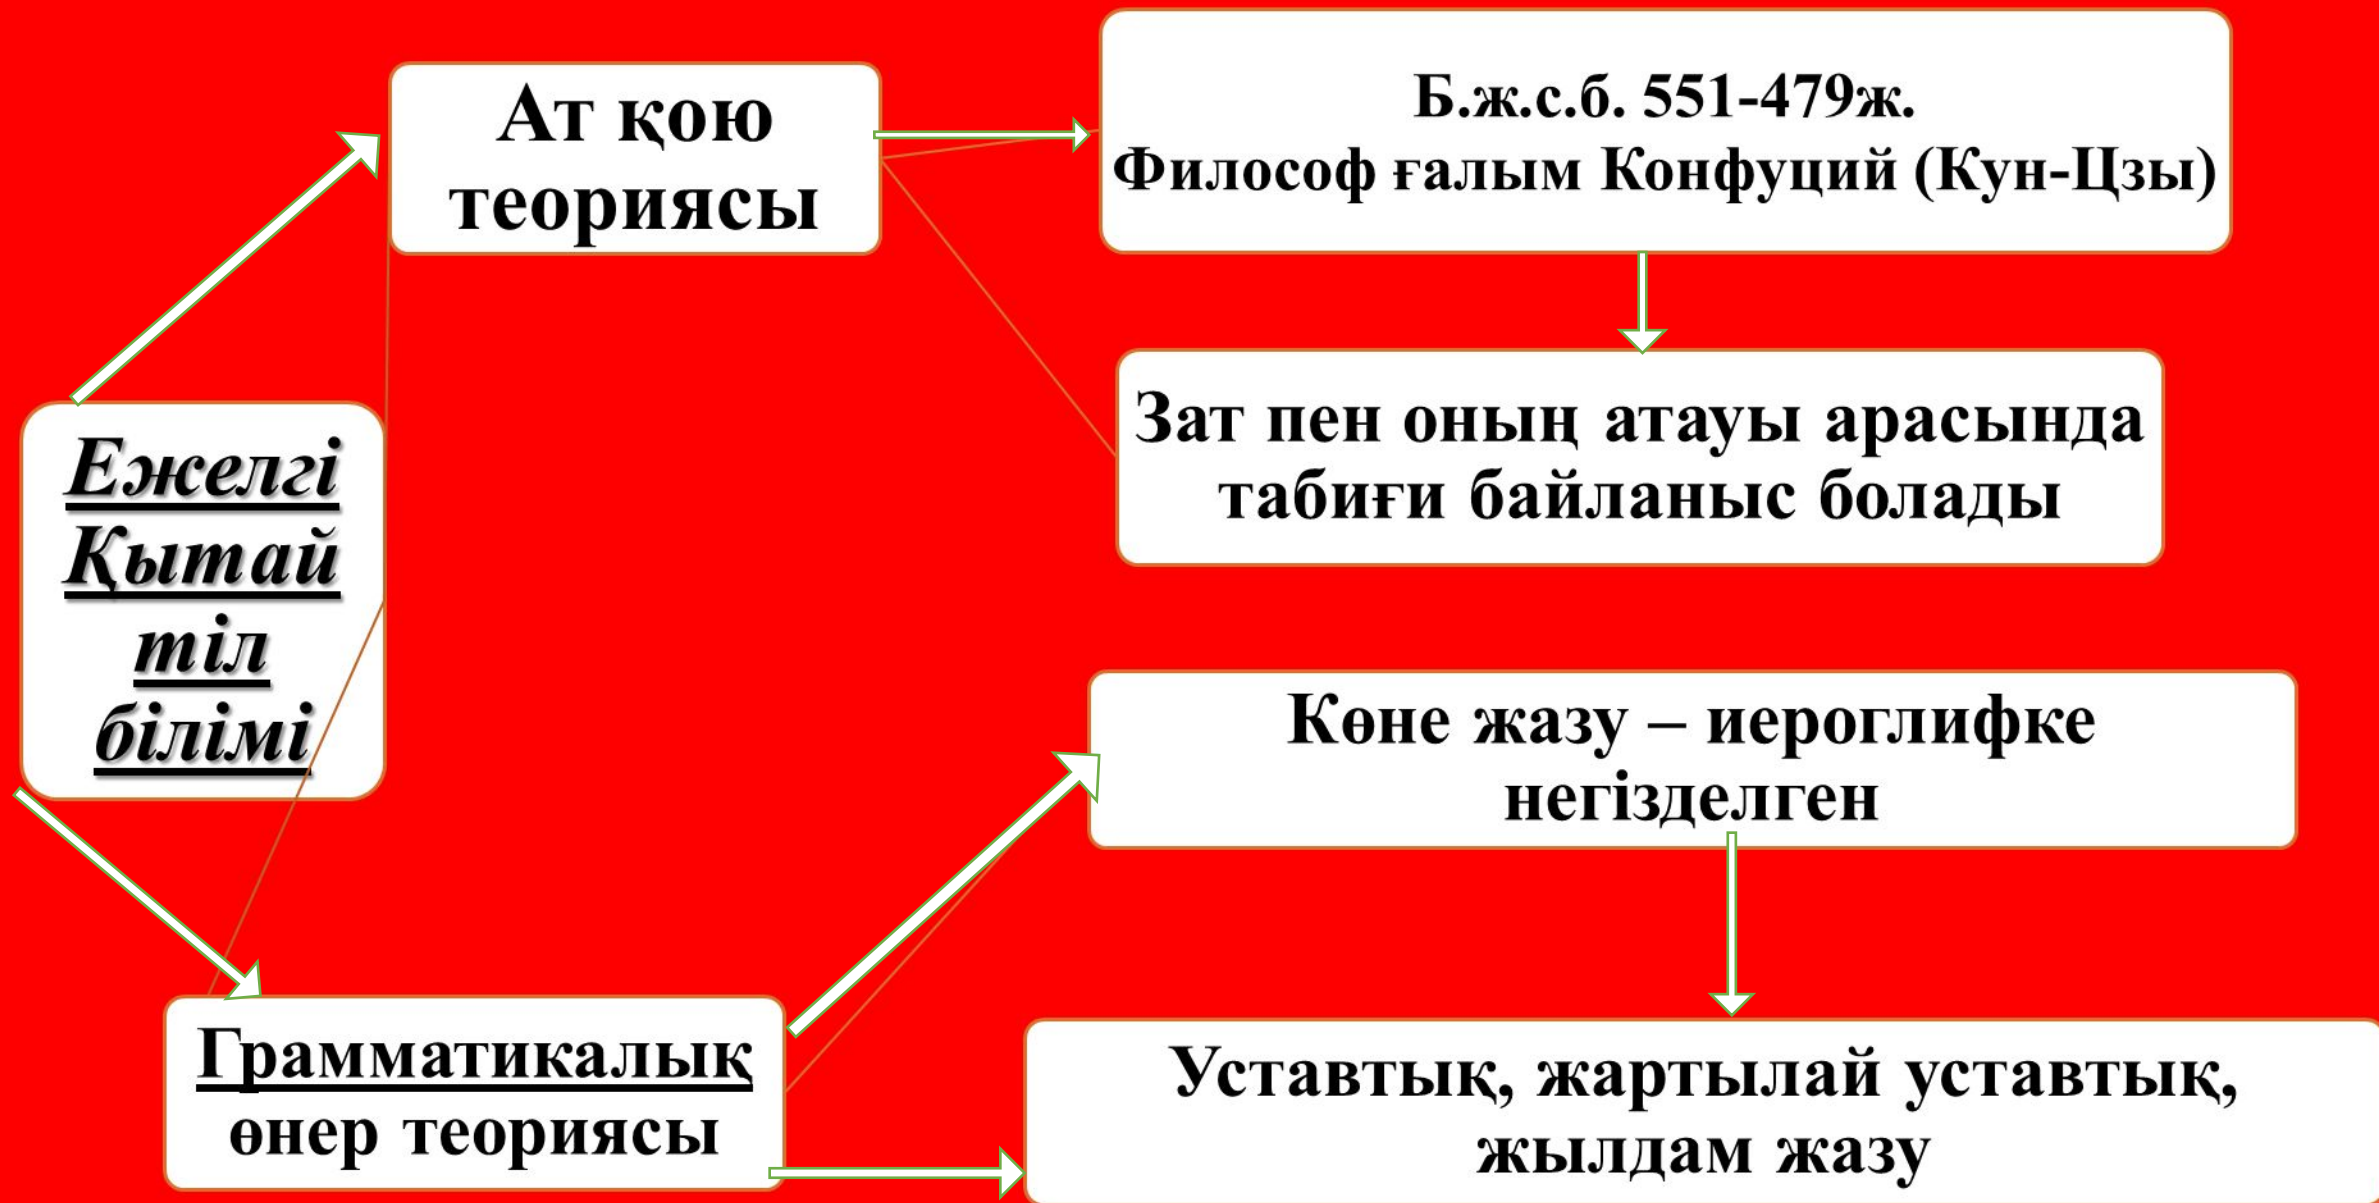 Ежелгі
Қытай
тіл
білімі
Ат қою
теориясы
Б.ж.с.б. 551-479ж.
Философ ғалым Конфуций (Кун-Цзы)
Зат пен оның атауы арасында
табиғи байланыс болады
Грамматикалық
өнер теориясы
Көне жазу – иероглифке
негізделген
Уставтық, жартылай уставтық,
жылдам жазу